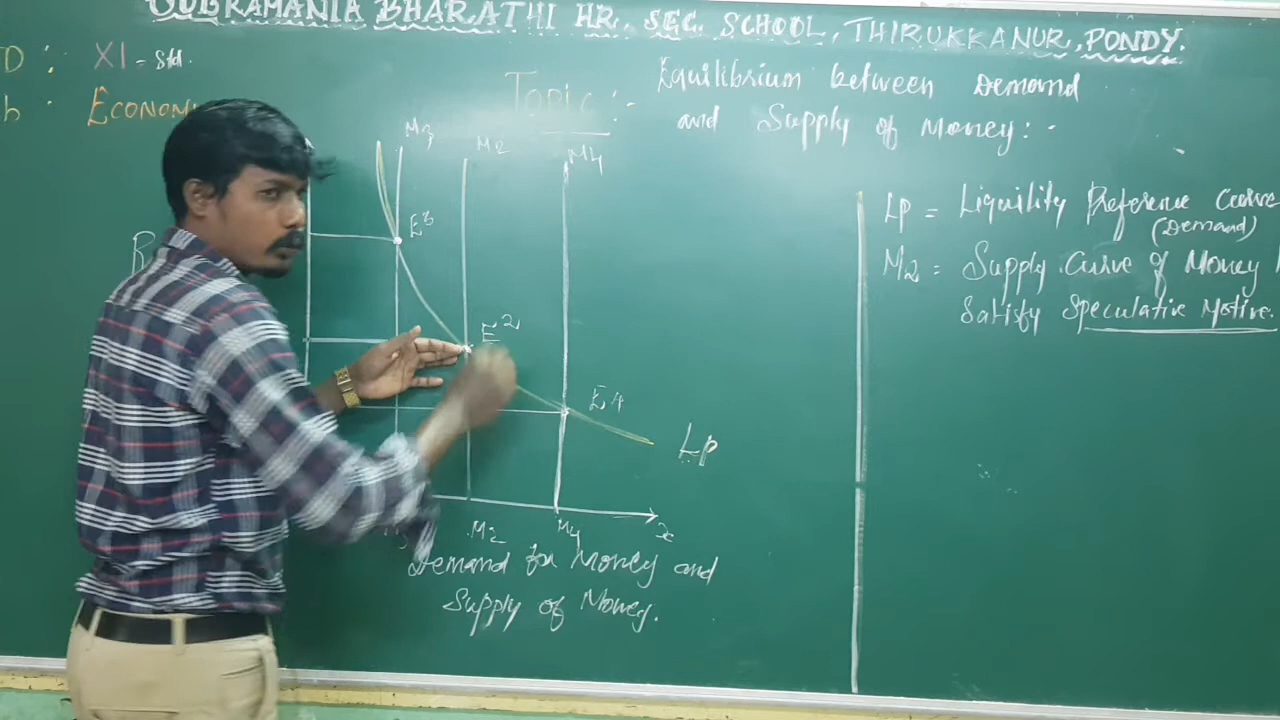 SUBRAMANIA BHARATHI HR. SEC. SCHOOL, THIRUKKANUR, PONDY.
D : XI - Std.
b : ECONOM
Topic :-
Equilibrium between Demand
and Supply of Money :-
M3
M2
M4
E3
R
E2
E4
Lp
M2
M4
x
Demand for Money and
Supply of Money.
Lp = Liquility Preference Curve
(Demand)
M2 = Supply Curve of Money
Satisfy Speculative Motive.